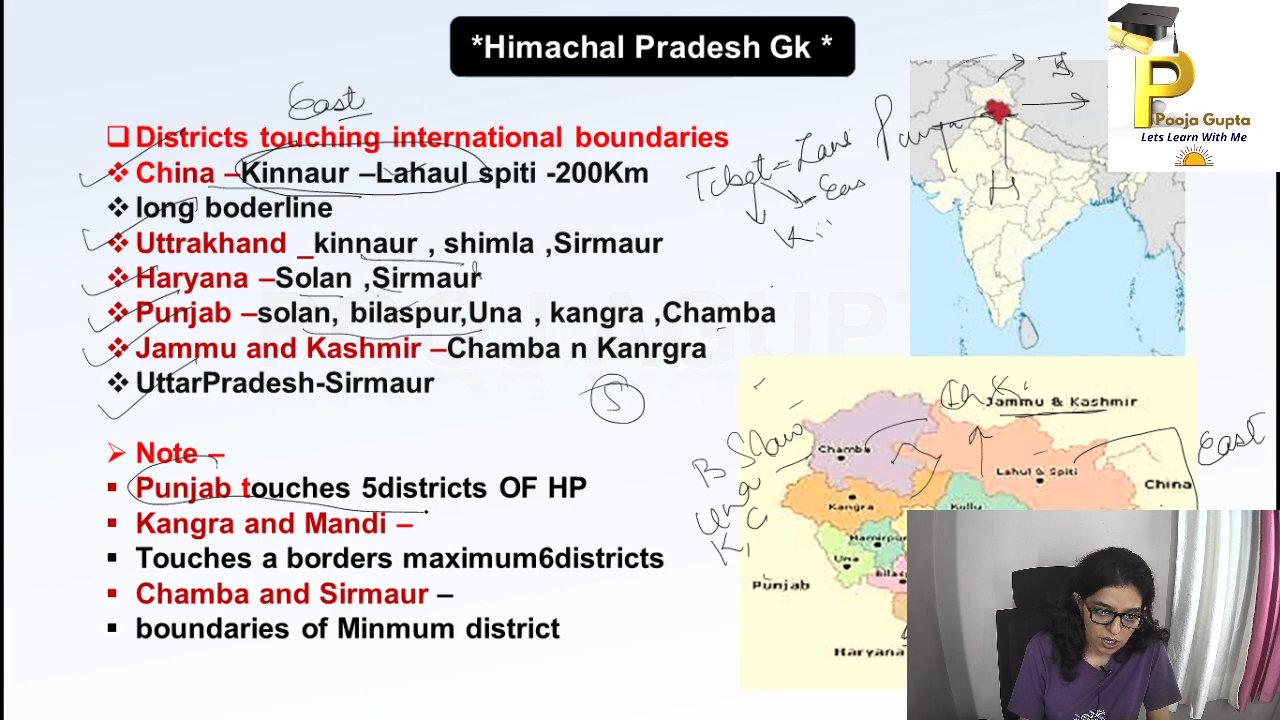 *Himachal Pradesh Gk *
P
Pooja Gupta
Lets Learn With Me
East
❑ Districts touching international boundaries
❖ China –Kinnaur –Lahaul spiti -200Km
❖ long boderline
❖ Uttrakhand _kinnaur , shimla ,Sirmaur
❖ Haryana –Solan ,Sirmaur
❖ Punjab –solan, bilaspur,Una , kangra ,Chamba
❖ Jammu and Kashmir –Chamba n Kanrgra
❖ UttarPradesh-Sirmaur
5
➢ Note –
▪ Punjab touches 5districts OF HP
▪ Kangra and Mandi –
▪ Touches a borders maximum6districts
▪ Chamba and Sirmaur –
▪ boundaries of Minmum district
Tibet =
H
Jammu & Kashmir
East
Chamba
Lahul & Spiti
China
B
Una
K, C
Kangra
Kullu
Hamirpur
Una
Punjab
Haryana